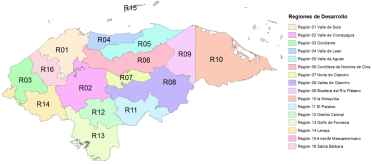 R15
Regiones de Desarrollo
R04
R05
R01
R09
R16
R06
R10
R03
R07
R08
R02
R14
R12
R11
R13
Región 01 Valle de Sula
Región 02 Valle de Comayagua
Región 03 Occidente
Región 04 Valle de Lean
Región 05 Valle de Aguan
Región 06 Cordillera de Nombre de Dios
Región 07 Norte de Olancho
Región 08 Valles de Olancho
Región 09 Biosfera del Río Plátano
Región 10 la Mosquitia
Región 11 El Paraíso
Región 12 Distrito Central
Región 13 Golfo de Fonseca
Región 14 Lempa
Región 15 Arrecife Mesoamericano
Región 16 Santa Bárbara